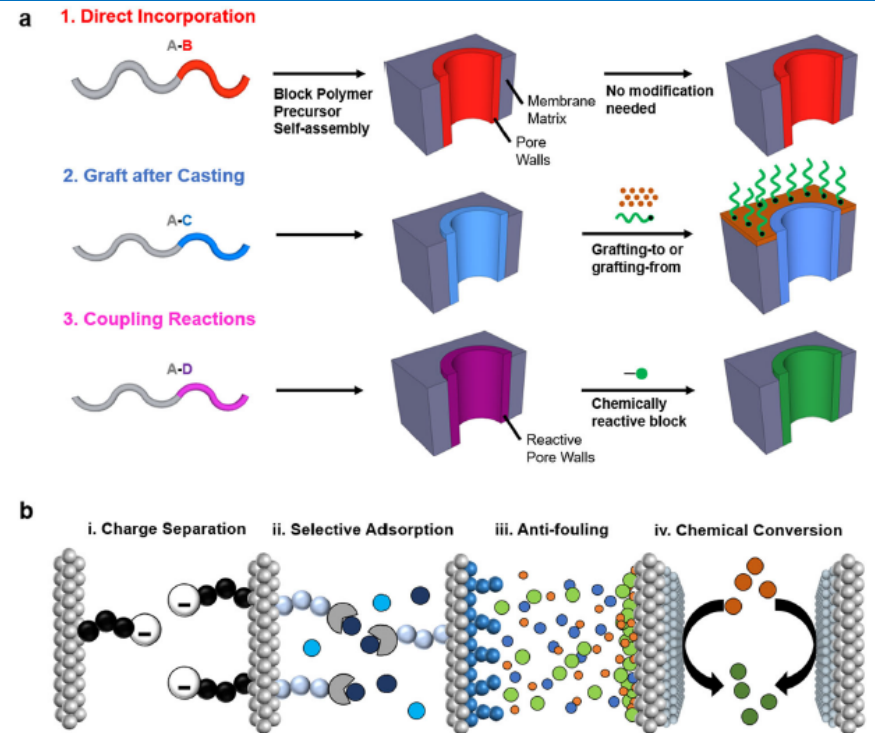 a
1. Direct Incorporation
A-B
Block Polymer
Precursor
Self-assembly
Membrane
Matrix
Pore
Walls
No modification
needed
2. Graft after Casting
A-C
Grafting-to or
grafting-from
3. Coupling Reactions
A-D
Reactive
Pore Walls
Chemically
reactive block
b
i. Charge Separation
ii. Selective Adsorption
iii. Anti-fouling
iv. Chemical Conversion
-
-
-